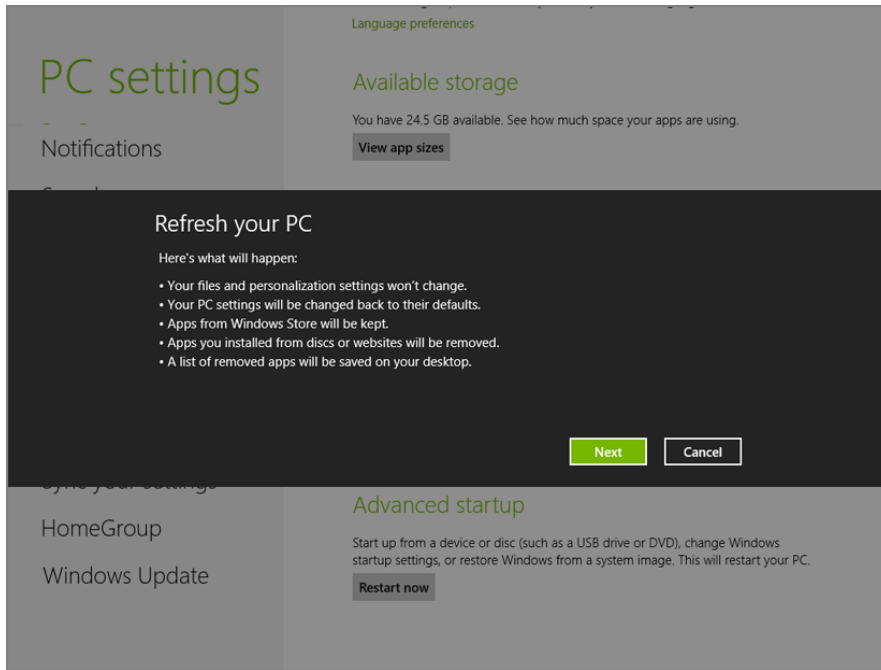 Language preferences
PC settings
Available storage
You have 24.5 GB available. See how much space your apps are using.
View app sizes
Notifications
Refresh your PC
Here's what will happen:
• Your files and personalization settings won't change.
• Your PC settings will be changed back to their defaults.
• Apps from Windows Store will be kept.
• Apps you installed from discs or websites will be removed.
• A list of removed apps will be saved on your desktop.
Next
Cancel
Sync your settings
HomeGroup
Windows Update
Advanced startup
Start up from a device or disc (such as a USB drive or DVD), change Windows
startup settings, or restore Windows from a system image. This will restart your PC.
Restart now